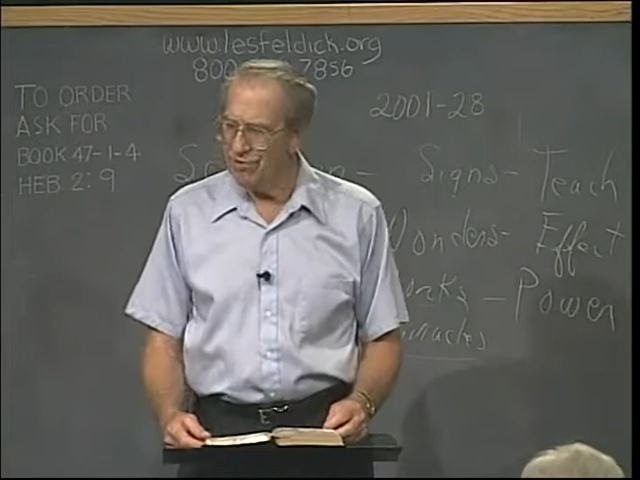 www.lesfeldick.org
800 7856
TO ORDER
ASK FOR
BOOK 47-1-4
HEB 2:9
2001-28
Signs- Teach
Wonders- Effect
- Power